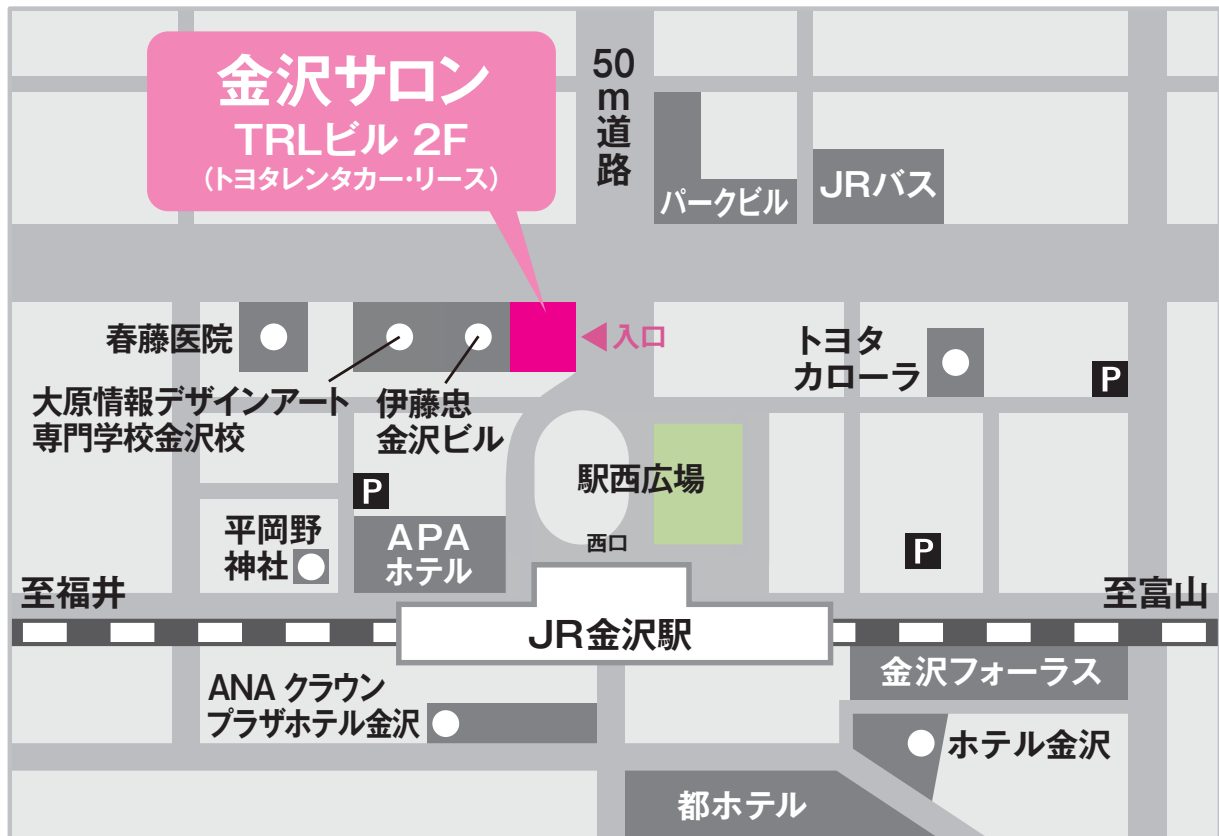 金沢サロン
TRLビル 2F
（トヨタレンタカー･リース）
50m道路
パークビル
JRバス
春藤医院
大原情報デザインアート
専門学校金沢校
伊藤忠
金沢ビル
入口
トヨタ
カローラ
P
駅西広場
P
平岡野
神社
APA
ホテル
西口
P
至福井
至富山
JR金沢駅
金沢フォーラス
ANA クラウン
プラザホテル金沢
ホテル金沢
都ホテル